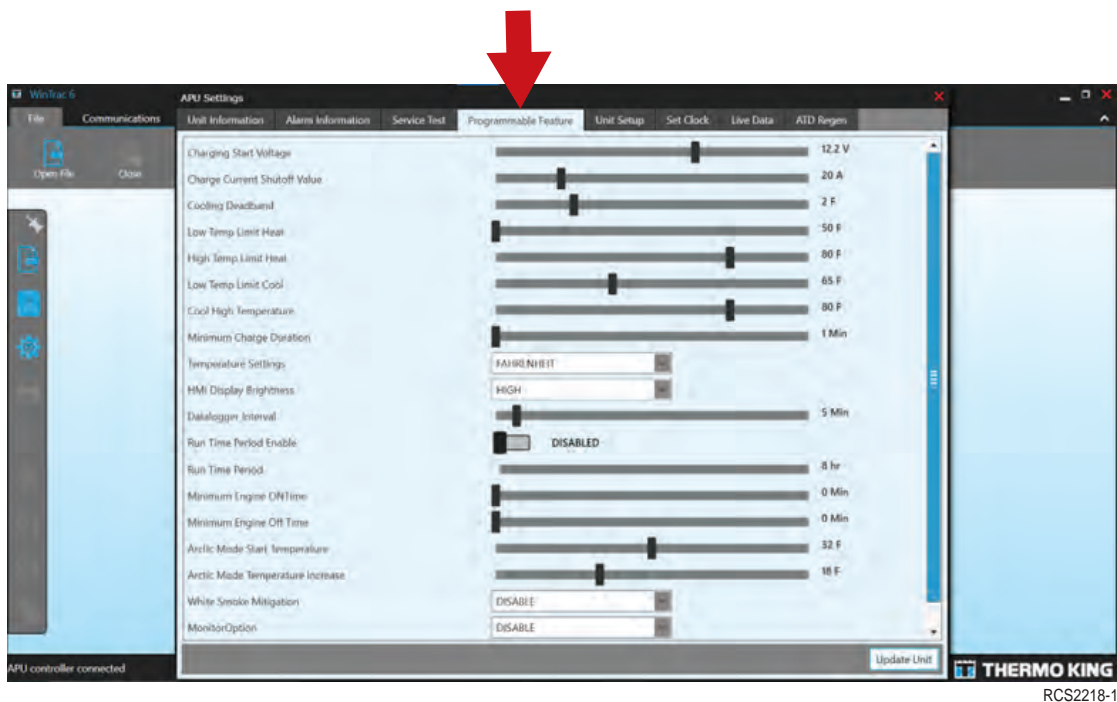 WinTrac 6
APU Settings
File Communications
Unit Information Alarm Information Service Test Programmable Feature Unit Setup Set Clock Live Data ATD Regen
Open File Close
Charging Start Voltage 12.2 V
Charge Current Shutoff Value 20 A
Cooling Deadband 2 F
Low Temp Limit Heat 50 F
High Temp Limit Heat 80 F
Low Temp Limit Cool 65 F
Cool High Temperature 80 F
Minimum Charge Duration 1 Min
Temperature Settings FAHRENHEIT
HMI Display Brightness HIGH
Datalogger Interval 5 Min
Run Time Period Enable DISABLED
Run Time Period 8 hr
Minimum Engine ONTime 0 Min
Minimum Engine Off Time 0 Min
Arctic Mode Start Temperature 32 F
Arctic Mode Temperature Increase 18 F
White Smoke Mitigation DISABLE
MonitorOption DISABLE
Update Unit
APU controller connected
THERMO KING
RCS2218-1